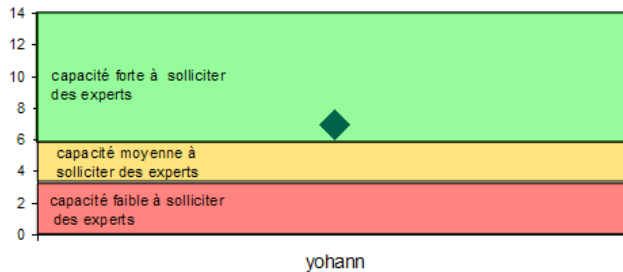 14
12
10
8
6
4
2
0
capacité forte à solliciter
des experts
capacité moyenne à
solliciter des experts
capacité faible à solliciter
des experts
yohann